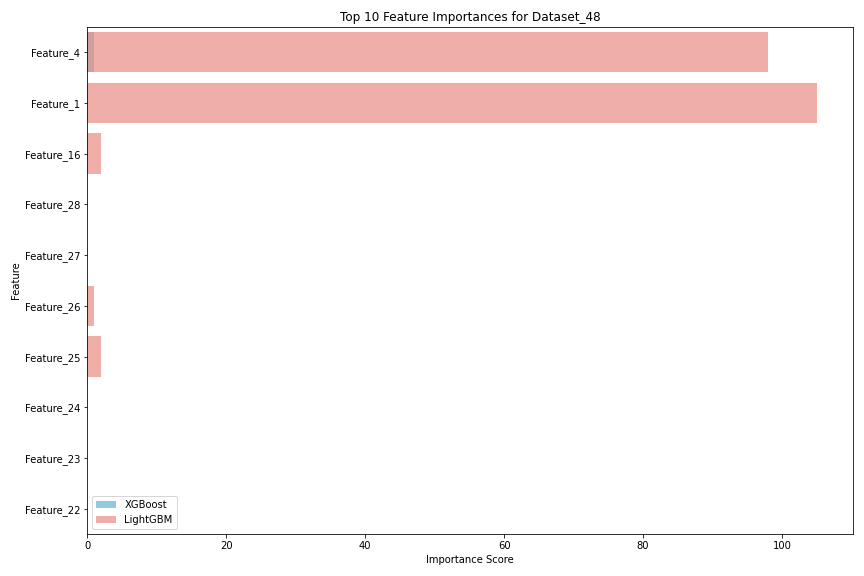 Top 10 Feature Importances for Dataset_48
Feature_4
Feature_1
Feature_16
Feature_28
Feature_27
Feature_26
Feature_25
Feature_24
Feature_23
Feature_22
Feature
XGBoost
LightGBM
0 20 40 60 80 100
Importance Score